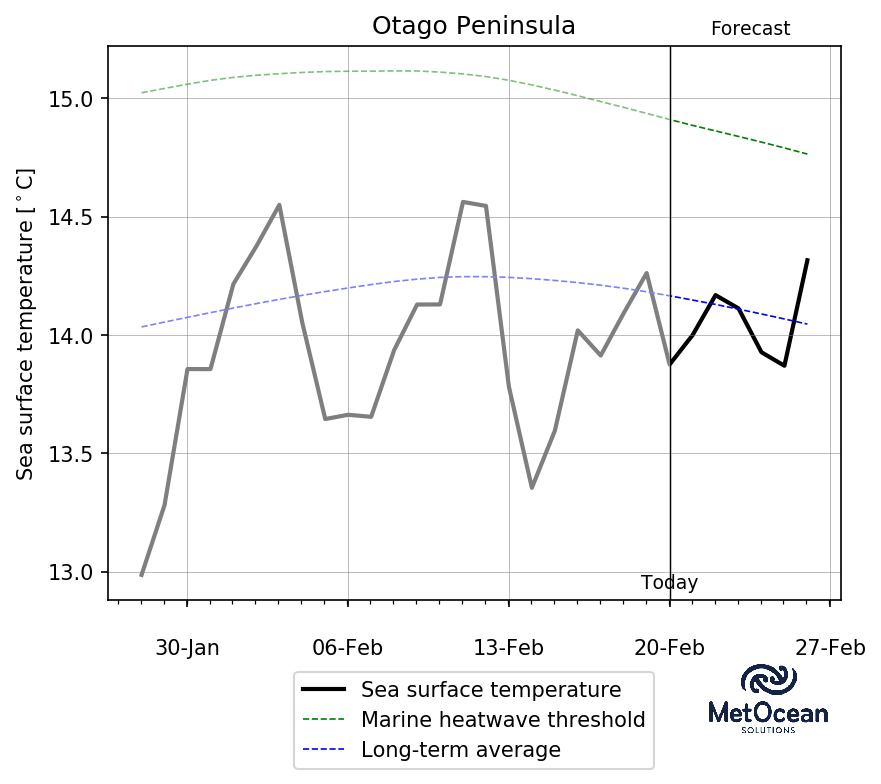 Otago Peninsula
Forecast
Sea surface temperature [°C]
15.0
14.5
14.0
13.5
13.0
Today
30-Jan 06-Feb 13-Feb 20-Feb 27-Feb
Sea surface temperature
Marine heatwave threshold
Long-term average
MetOcean
SOLUTIONS